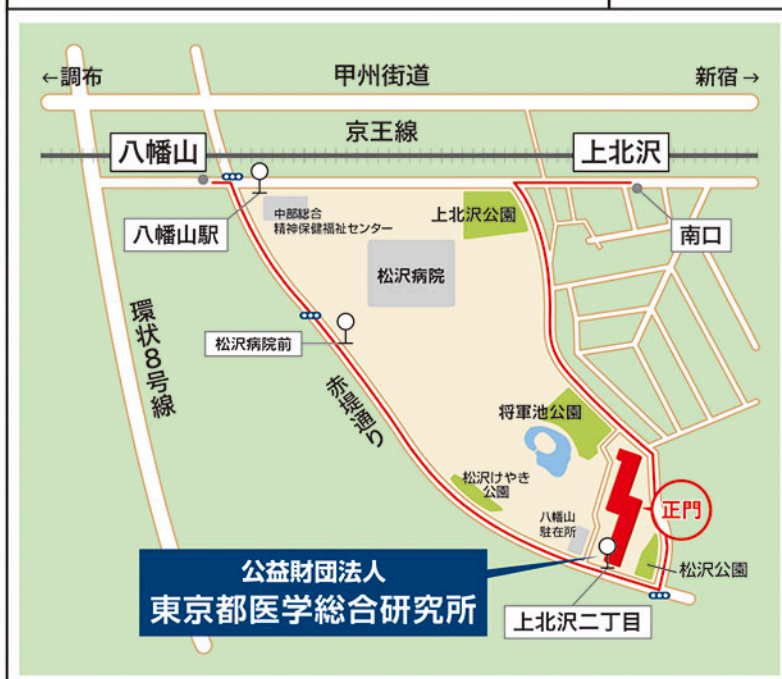 ←調布
甲州街道
新宿→
京王線
八幡山
上北沢
八幡山駅
中部総合
精神保健福祉センター
上北沢公園
南口
松沢病院
環状8号線
松沢病院前
赤堤通り
将軍池公園
松沢けやき
公園
八幡山
駐在所
正門
公益財団法人
東京都医学総合研究所
松沢公園
上北沢二丁目